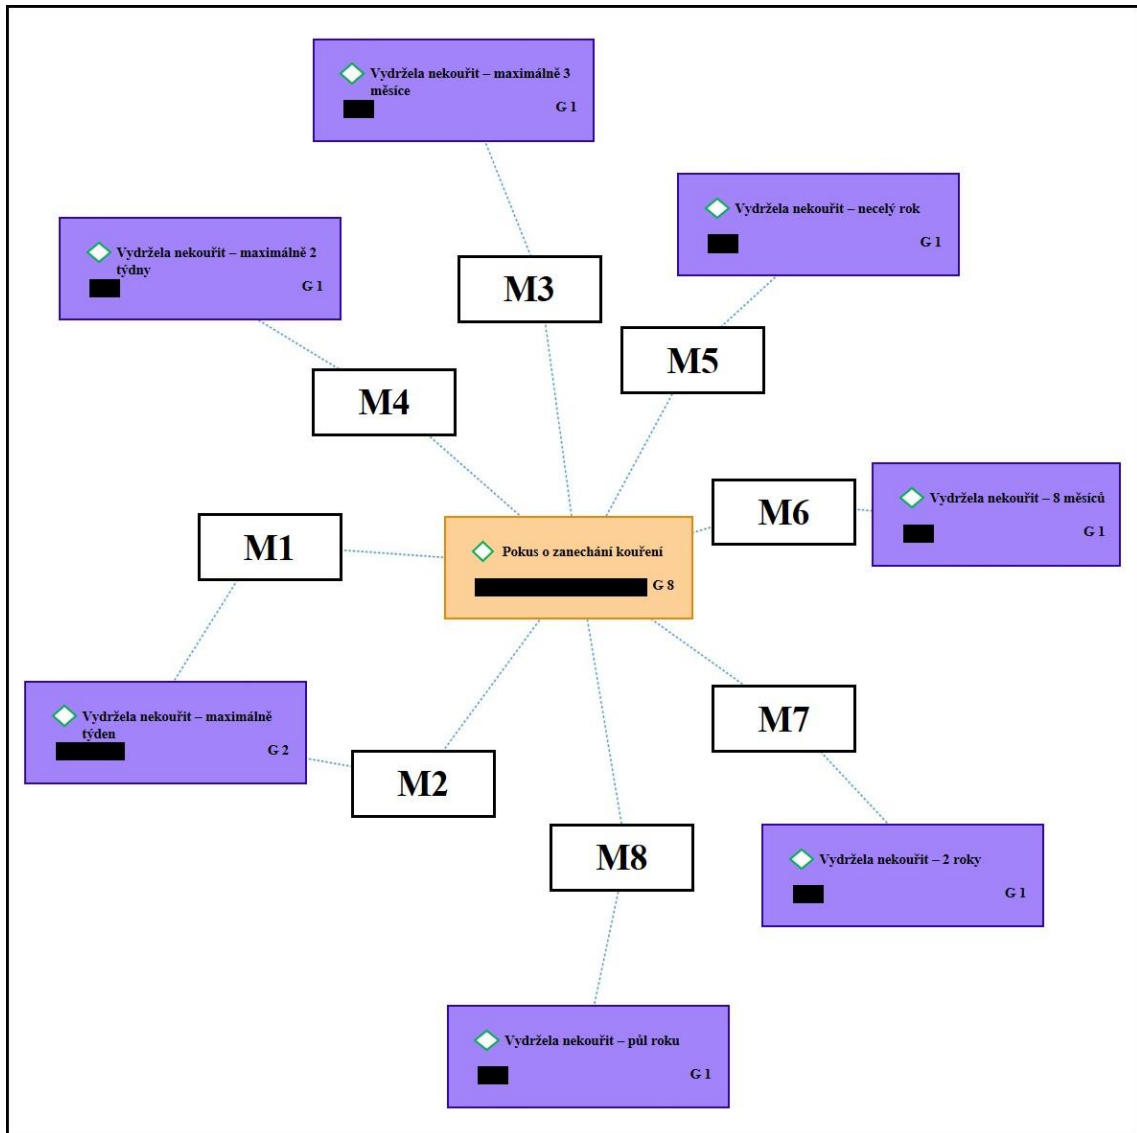 Vydržela nekouřit – maximálně 3
měsíce
G 1
Vydržela nekouřit – necelý rok
G 1
Vydržela nekouřit – maximálně 2
týdny
G 1
M3
M5
M4
M6
Vydržela nekouřit – 8 měsíců
G 1
M1
Pokus o zanechání kouření
G 8
Vydržela nekouřit – maximálně
týden
G 2
M7
M2
M8
Vydržela nekouřit – 2 roky
G 1
Vydržela nekouřit – půl roku
G 1